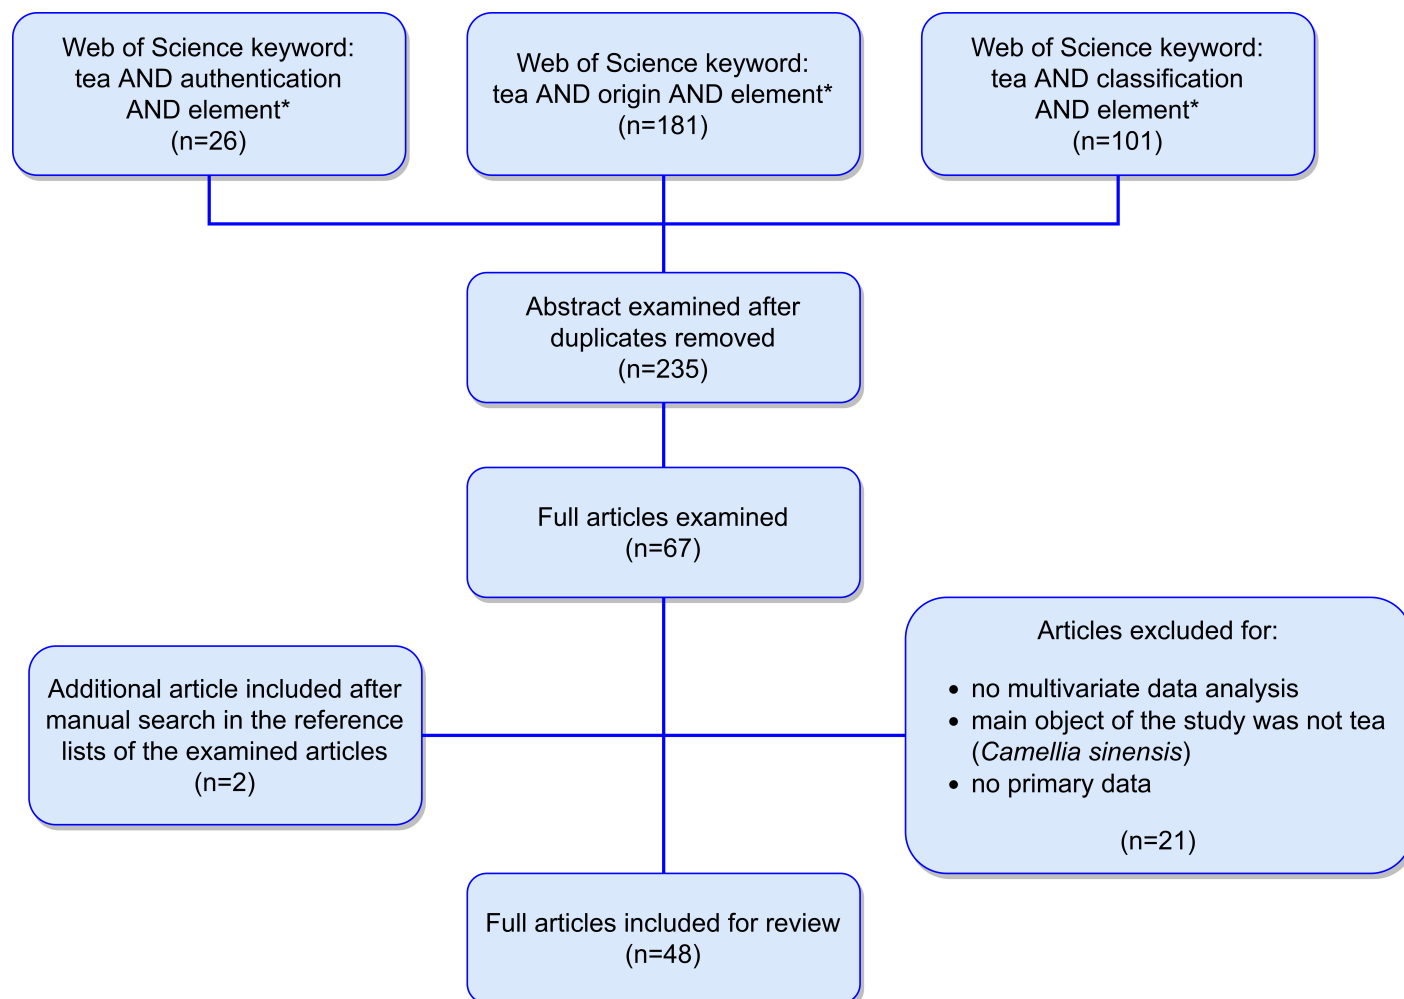 Web of Science keyword:
tea AND authentication
AND element*
(n=26)
Web of Science keyword:
tea AND origin AND element*
(n=181)
Web of Science keyword:
tea AND classification
AND element*
(n=101)
Abstract examined after
duplicates removed
(n=235)
Full articles examined
(n=67)
Additional article included after
manual search in the reference
lists of the examined articles
(n=2)
Articles excluded for:
• no multivariate data analysis
• main object of the study was not tea
(Camellia sinensis)
• no primary data
(n=21)
Full articles included for review
(n=48)